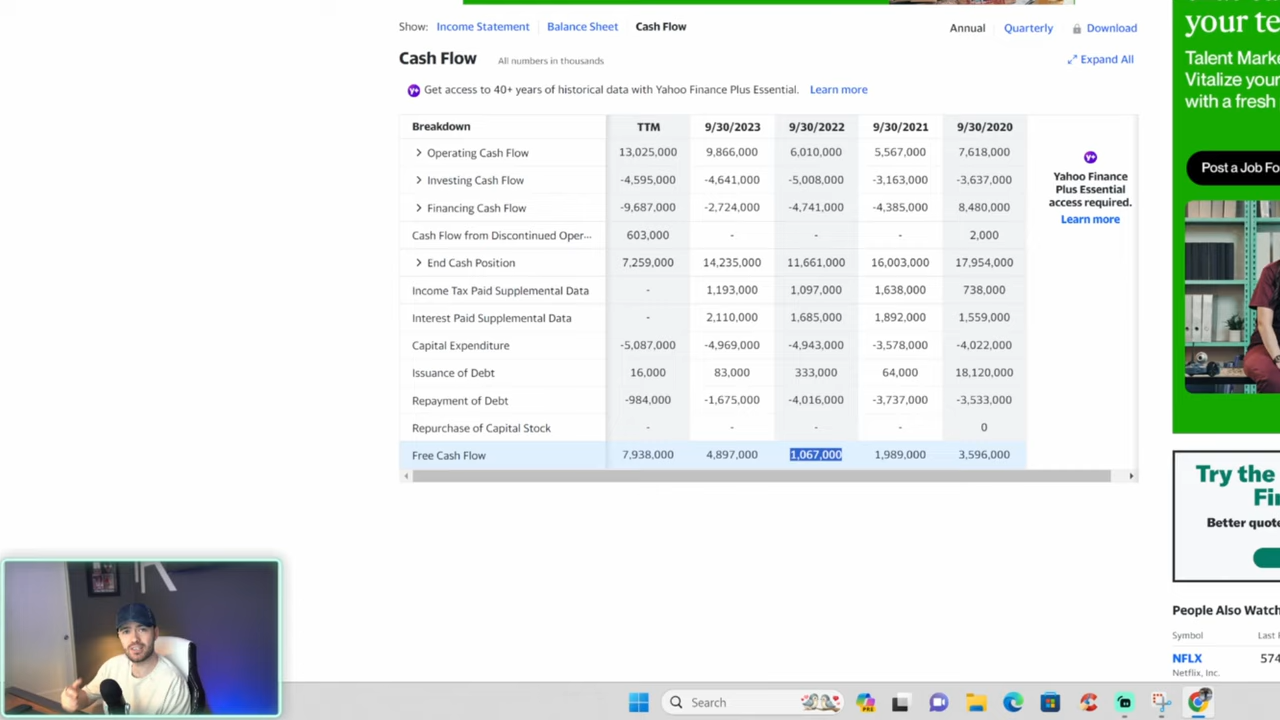 your te
Talent Marke
Vitalize your
with a fresh
Post a Job Fo
Show: Income Statement Balance Sheet Cash Flow Annual Quarterly Download
Cash Flow All numbers in thousands Expand All
y+ Get access to 40+ years of historical data with Yahoo Finance Plus Essential. Learn more
Breakdown TTM 9/30/2023 9/30/2022 9/30/2021 9/30/2020
Operating Cash Flow 13,025,000 9,866,000 6,010,000 5,567,000 7,618,000
Investing Cash Flow -4,595,000 -4,641,000 -5,008,000 -3,163,000 -3,637,000
Financing Cash Flow -9,687,000 -2,724,000 -4,741,000 -4,385,000 8,480,000
Cash Flow from Discontinued Oper... 603,000 - - - 2,000
End Cash Position 7,259,000 14,235,000 11,661,000 16,003,000 17,954,000
Income Tax Paid Supplemental Data - 1,193,000 1,097,000 1,638,000 738,000
Interest Paid Supplemental Data - 2,110,000 1,685,000 1,892,000 1,559,000
Capital Expenditure -5,087,000 -4,969,000 -4,943,000 -3,578,000 -4,022,000
Issuance of Debt 16,000 83,000 333,000 64,000 18,120,000
Repayment of Debt -984,000 -1,675,000 -4,016,000 -3,737,000 -3,533,000
Repurchase of Capital Stock - - - - 0
Free Cash Flow 7,938,000 4,897,000 1,067,000 1,989,000 3,596,000
y+
Yahoo Finance
Plus Essential
access required.
Learn more
Try the
Fi
Better quote
People Also Watch
Symbol Last
NFLX 574
Netflix, Inc.
Search